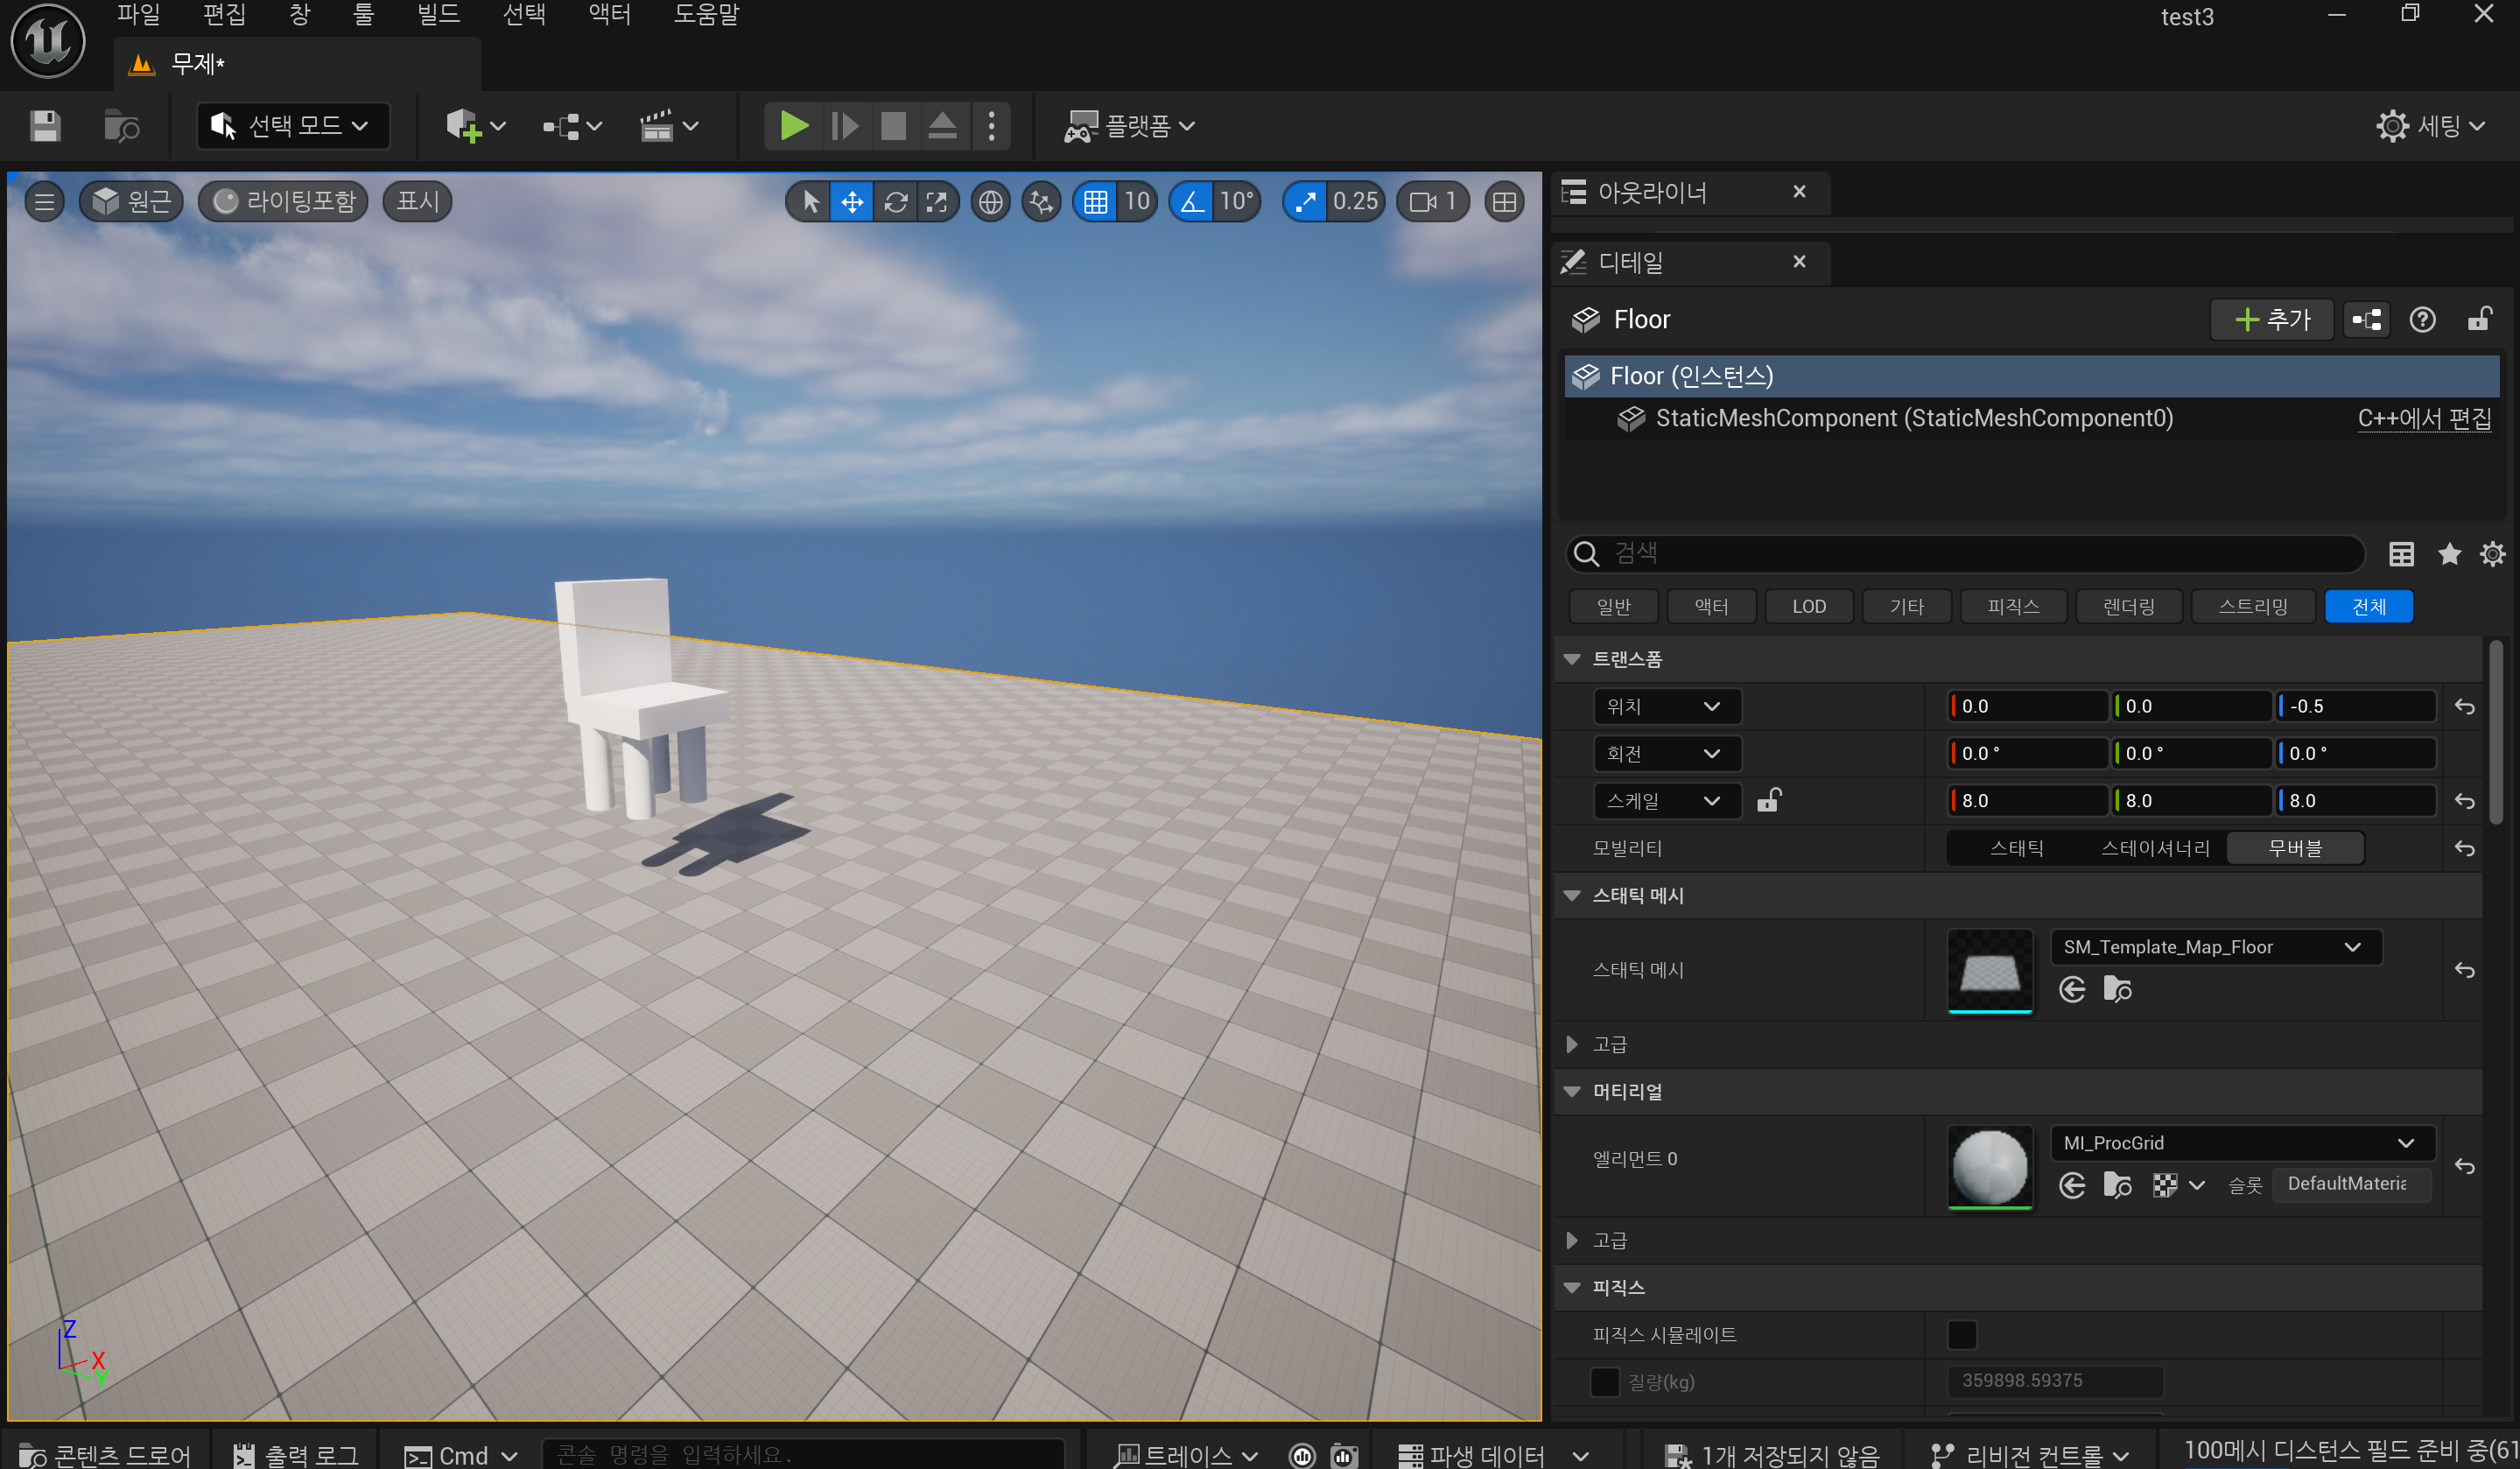 파일 편집 창 툴 빌드 선택 액터 도움말
test3
무제*
선택 모드
플랫폼
세팅
원근 라이팅포함 표시
10 10° 0.25 1
아웃라이너
디테일
Floor
추가
Floor (인스턴스)
StaticMeshComponent (StaticMeshComponent0) C++에서 편집
검색
일반 액터 LOD 기타 피직스 렌더링 스트리밍 전체
트랜스폼
위치 0.0 0.0 -0.5
회전 0.0 ° 0.0 ° 0.0 °
스케일 8.0 8.0 8.0
모빌리티 스태틱 스테이셔너리 무버블
스태틱 메시
스태틱 메시 SM_Template_Map_Floor
고급
머티리얼
엘리먼트 0 MI_ProcGrid
슬롯 DefaultMateria
고급
피직스
피직스 시뮬레이트
질량(kg) 359898.59375
Z
X
Y
콘텐츠 드로어 출력 로그 Cmd 콘솔 명령을 입력하세요. 트레이스 파생 데이터 1개 저장되지 않음 리비전 컨트롤 100메시 디스턴스 필드 준비 중(61